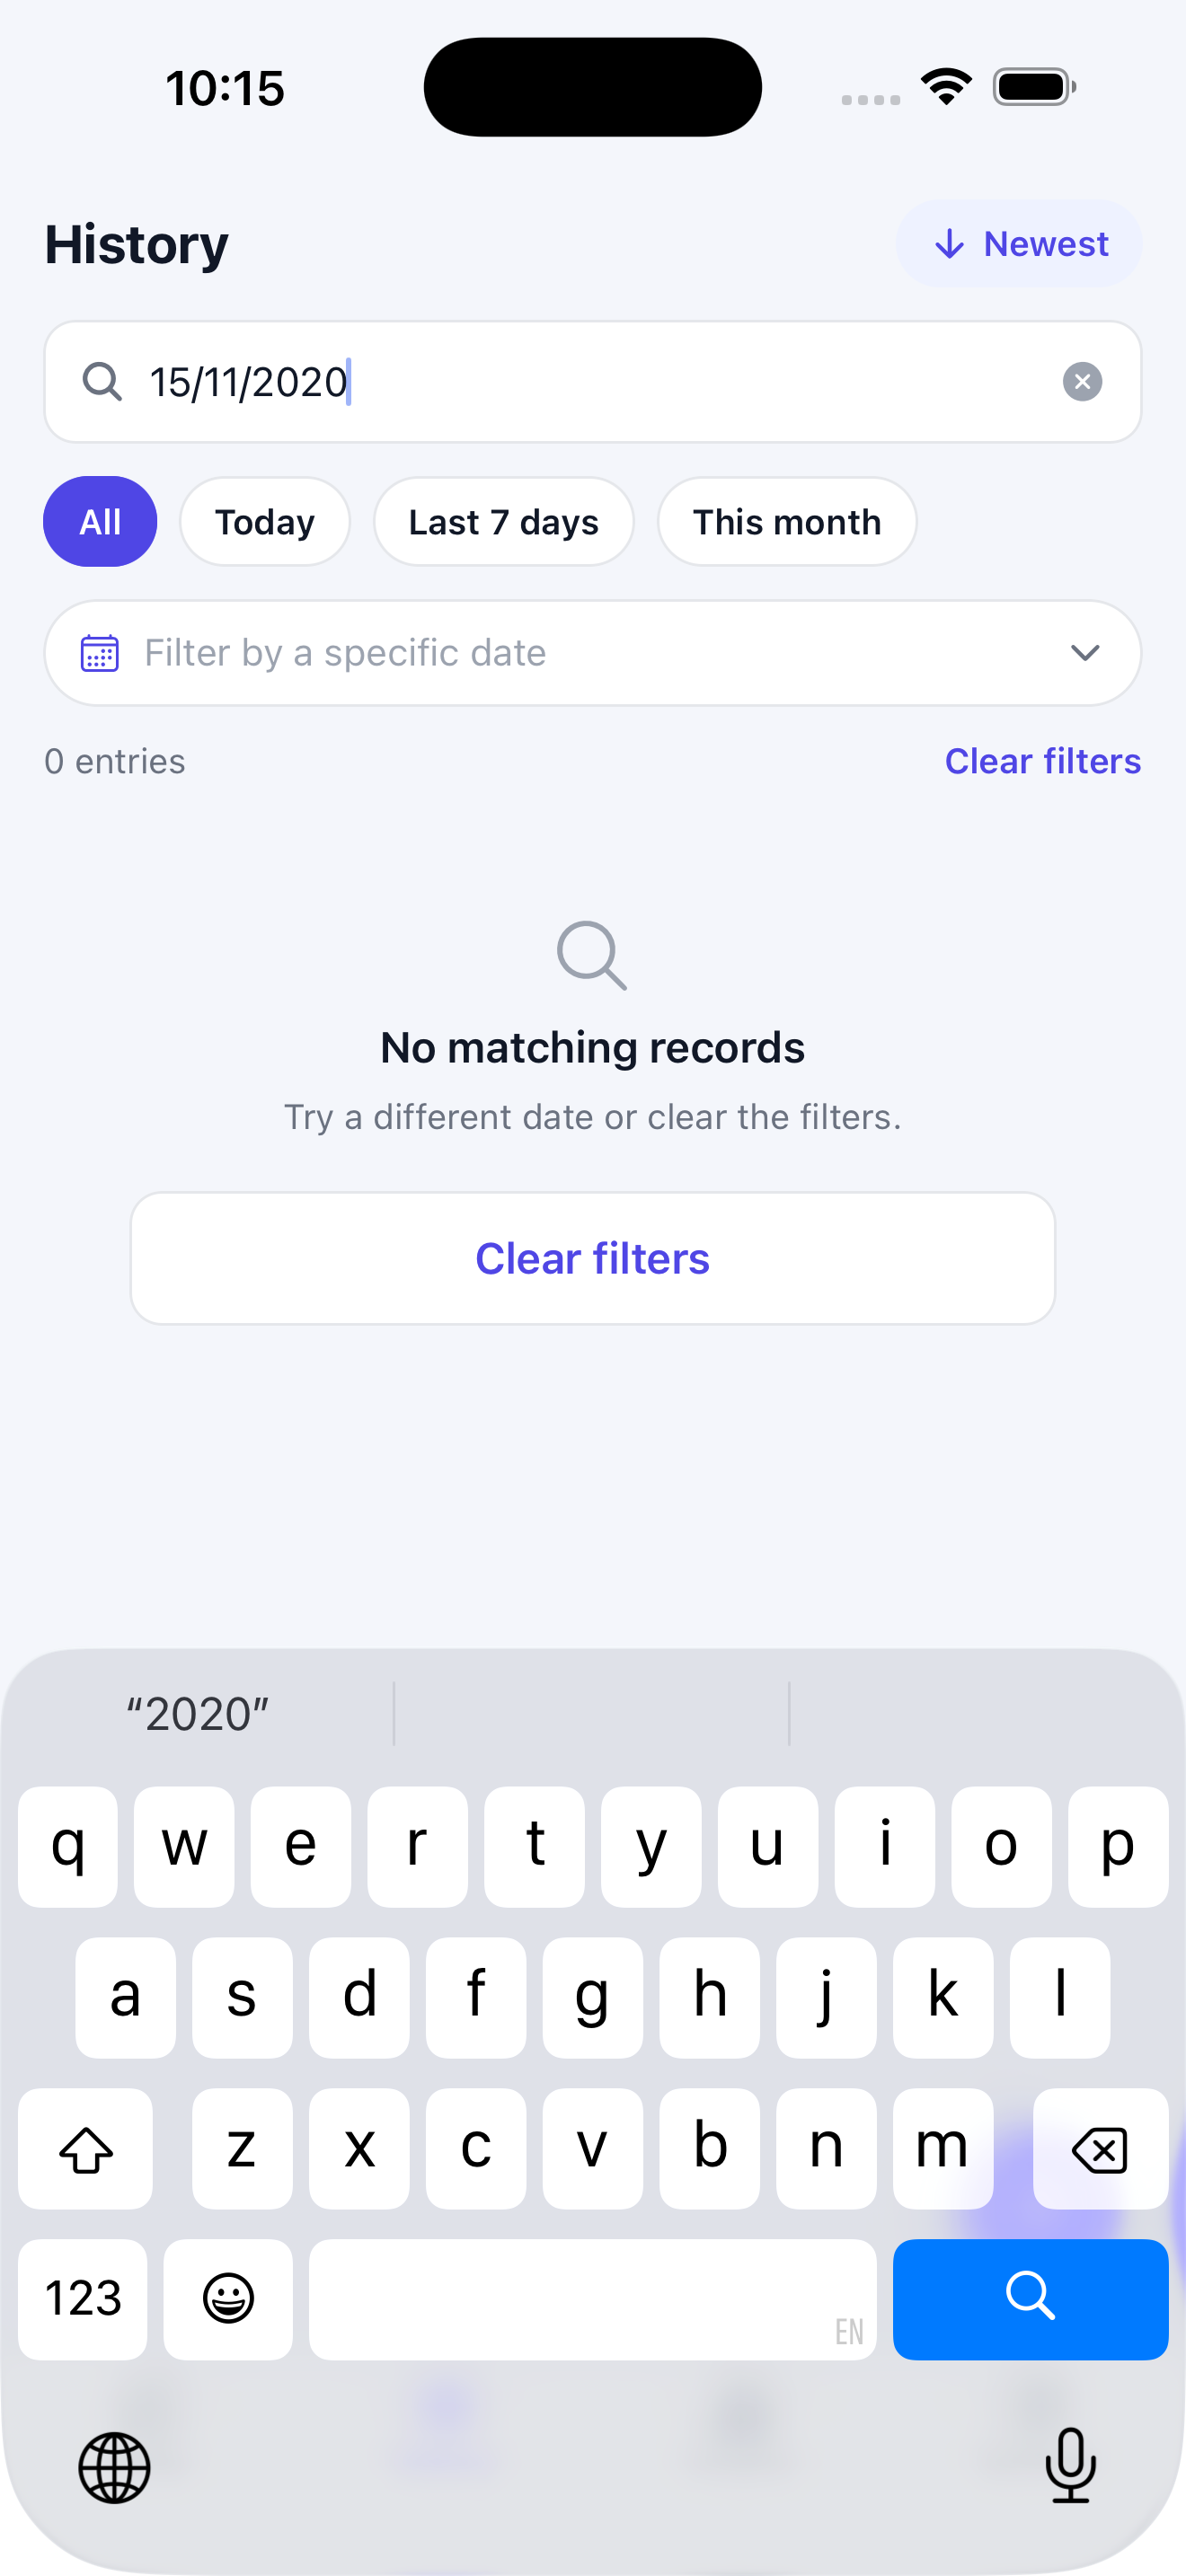 10:15
History
Newest
15/11/2020
All Today Last 7 days This month
Filter by a specific date
0 entries Clear filters
No matching records
Try a different date or clear the filters.
Clear filters
“2020”
q w e r t y u i o p
a s d f g h j k l
z x c v b n m
123 EN